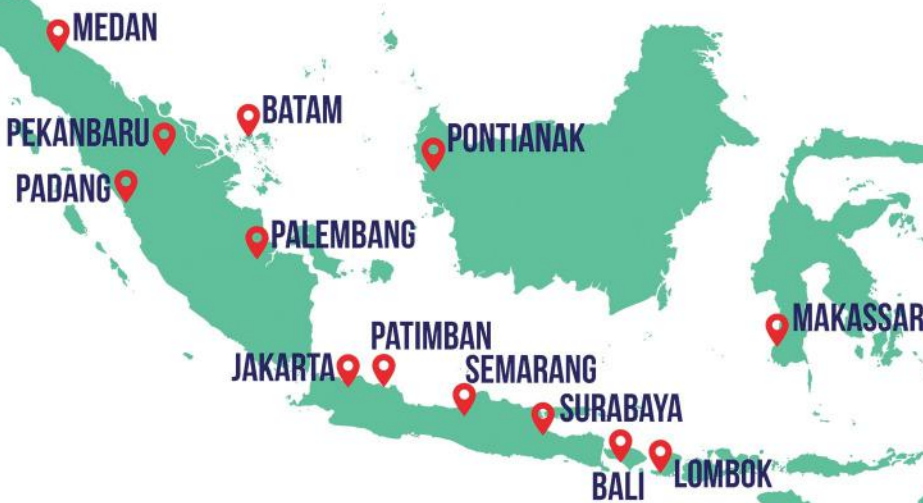 MEDAN
BATAM
PEKANBARU
PONTIANAK
PADANG
PALEMBANG
MAKASSAR
PATIMBAN
JAKARTA
SEMARANG
SURABAYA
LOMBOK
BALI